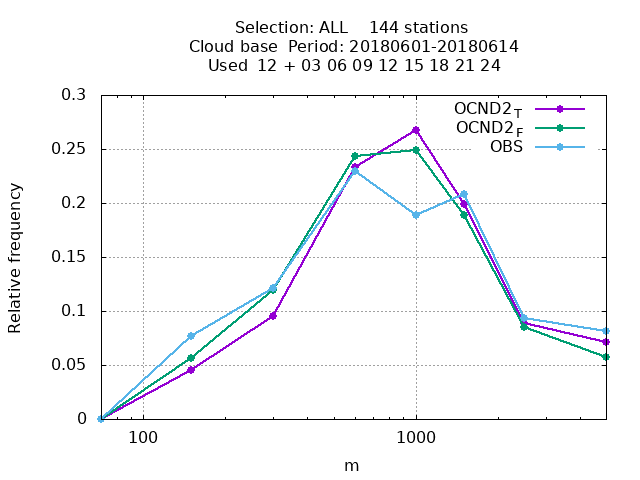 Selection: ALL    144 stations
Cloud base  Period: 20180601-20180614
Used  12 + 03 06 09 12 15 18 21 24
OCND2T
OCND2F
OBS
0.3
0.25
0.2
0.15
0.1
0.05
0
Relative frequency
100 1000
m